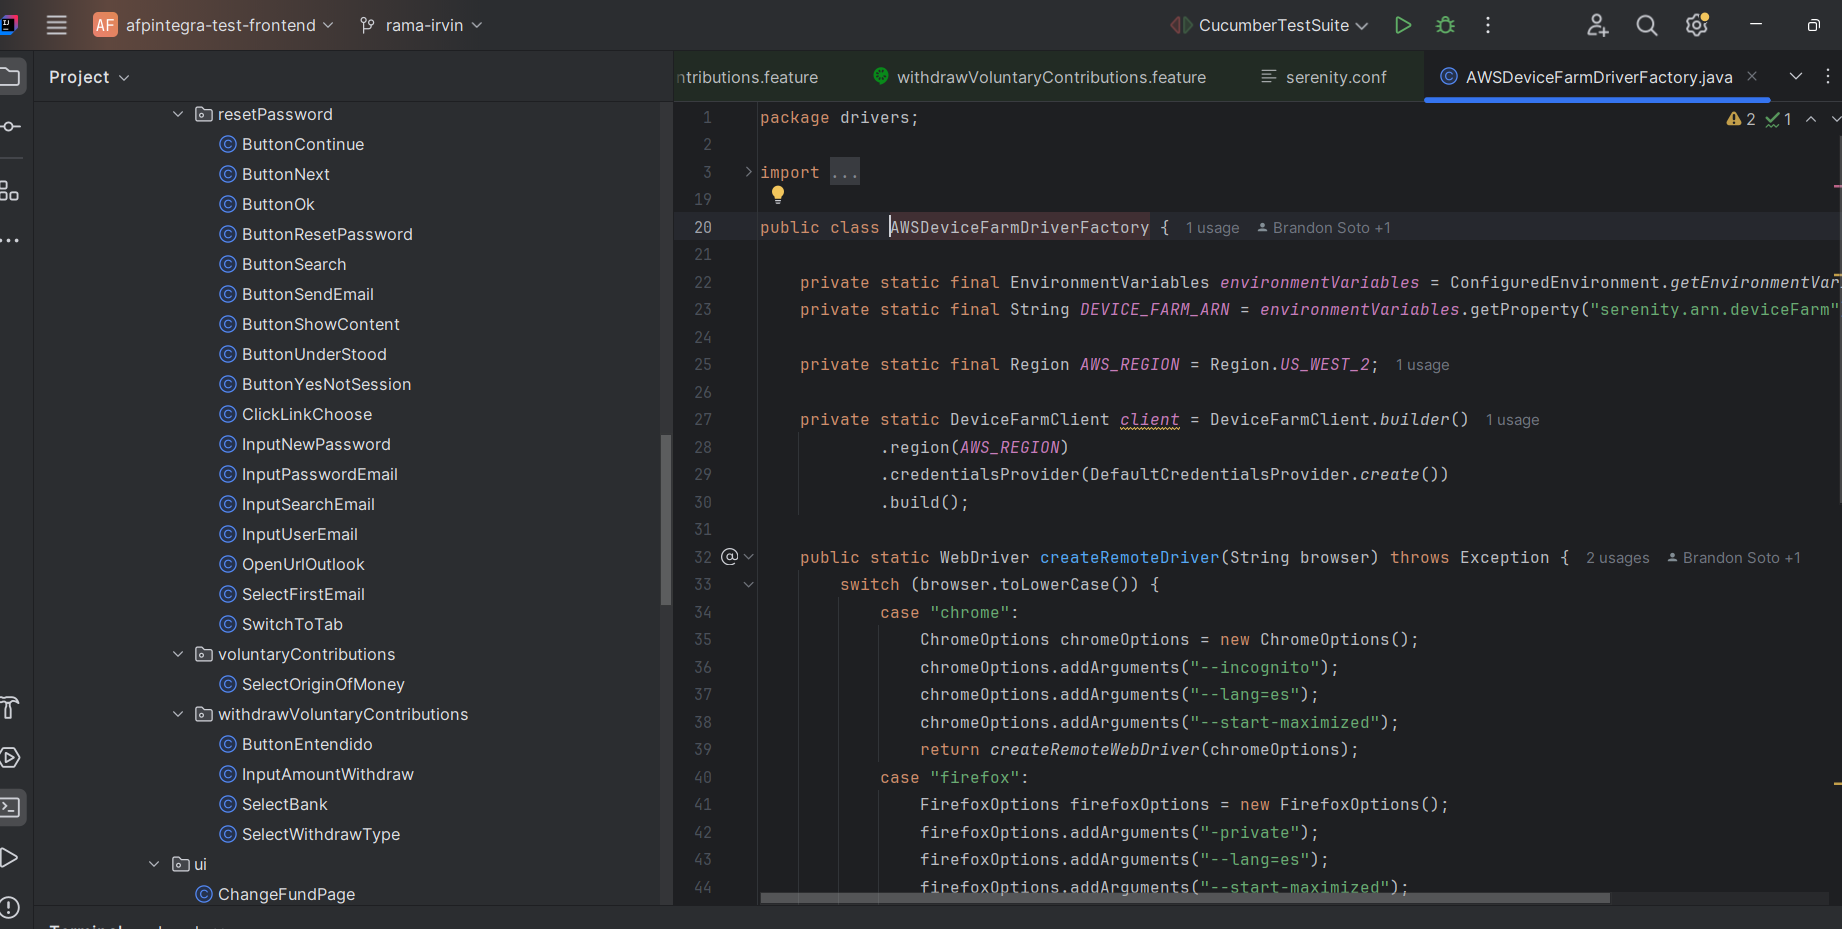 AF afpintegra-test-frontend rama-irvin CucumberTestSuite
Project
ntributions.feature withdrawVoluntaryContributions.feature serenity.conf AWSDeviceFarmDriverFactory.java
resetPassword
ButtonContinue
ButtonNext
ButtonOk
ButtonResetPassword
ButtonSearch
ButtonSendEmail
ButtonShowContent
ButtonUnderStood
ButtonYesNotSession
ClickLinkChoose
InputNewPassword
InputPasswordEmail
InputSearchEmail
InputUserEmail
OpenUrlOutlook
SelectFirstEmail
SwitchToTab
voluntaryContributions
SelectOriginOfMoney
withdrawVoluntaryContributions
ButtonEntendido
InputAmountWithdraw
SelectBank
SelectWithdrawType
ui
ChangeFundPage
2 1
1 package drivers;
2
3 import ...
19
20 public class AWSDeviceFarmDriverFactory { 1 usage Brandon Soto +1
21
22 private static final EnvironmentVariables environmentVariables = ConfiguredEnvironment.getEnvironmentVar
23 private static final String DEVICE_FARM_ARN = environmentVariables.getProperty("serenity.arn.deviceFarm"
24
25 private static final Region AWS_REGION = Region.US_WEST_2; 1 usage
26
27 private static DeviceFarmClient client = DeviceFarmClient.builder() 1 usage
28 .region(AWS_REGION)
29 .credentialsProvider(DefaultCredentialsProvider.create())
30 .build();
31
32 public static WebDriver createRemoteDriver(String browser) throws Exception { 2 usages Brandon Soto +1
33 switch (browser.toLowerCase()) {
34 case "chrome":
35 ChromeOptions chromeOptions = new ChromeOptions();
36 chromeOptions.addArguments("--incognito");
37 chromeOptions.addArguments("--lang=es");
38 chromeOptions.addArguments("--start-maximized");
39 return createRemoteWebDriver(chromeOptions);
40 case "firefox":
41 FirefoxOptions firefoxOptions = new FirefoxOptions();
42 firefoxOptions.addArguments("-private");
43 firefoxOptions.addArguments("--lang=es");
44 firefoxOptions.addArguments("--start-maximized");
Terminal